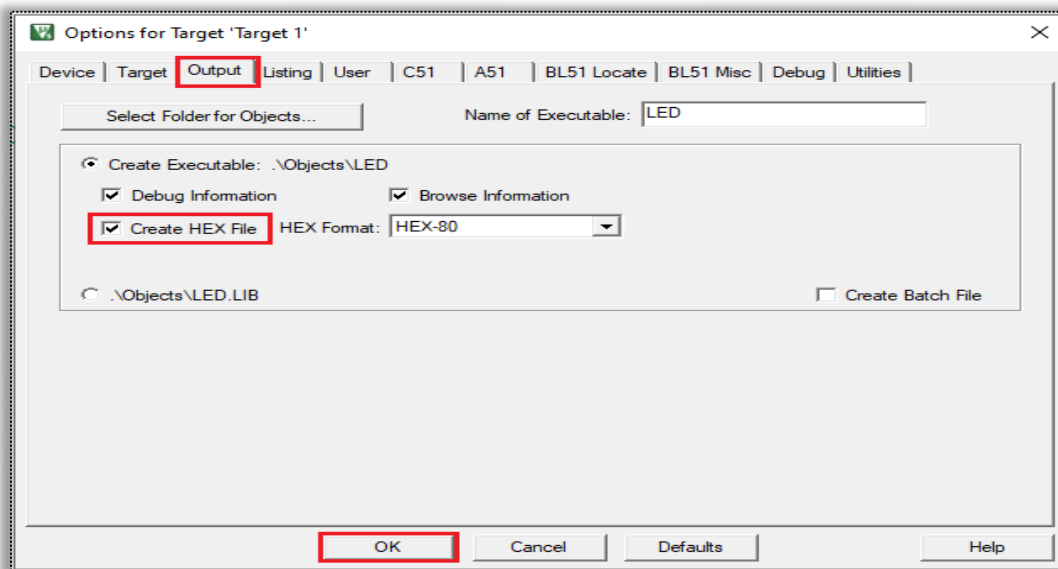 Options for Target 'Target 1'
Device Target Output Listing User C51 A51 BL51 Locate BL51 Misc Debug Utilities
Select Folder for Objects... Name of Executable: LED
Create Executable: .\Objects\LED
Debug Information Browse Information
Create HEX File HEX Format: HEX-80
.\Objects\LED.LIB Create Batch File
OK Cancel Defaults Help